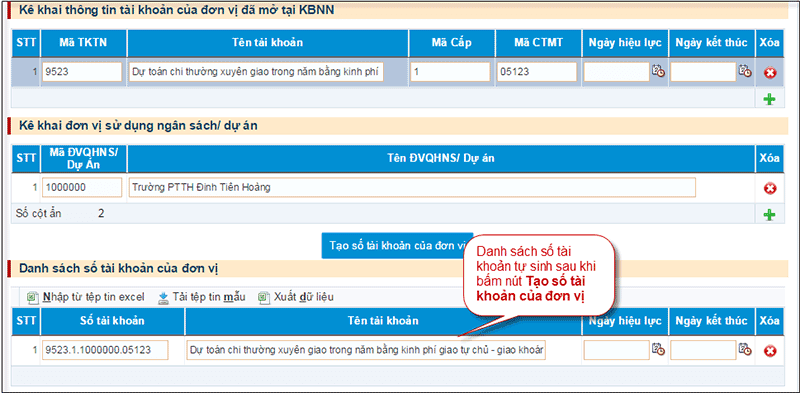 Kê khai thông tin tài khoản của đơn vị đã mở tại KBNN
STT Mã TKTN Tên tài khoản Mã Cấp Mã CTMT Ngày hiệu lực Ngày kết thúc Xóa
1 9523 Dự toán chi thường xuyên giao trong năm bằng kinh phí 1 05123
Kê khai đơn vị sử dụng ngân sách/ dự án
STT Mã ĐVQHNS/ Dự Án Tên ĐVQHNS/ Dự án Xóa
1 1000000 Trường PTTH Đinh Tiên Hoàng
Số cột ẩn 2
Tạo số tài khoản của đơn vị
Danh sách số tài
khoản tự sinh sau khi
bấm nút Tạo số tài
khoản của đơn vị
Danh sách số tài khoản của đơn vị
Nhập từ tệp tin excel Tải tệp tin mẫu Xuất dữ liệu
STT Số tài khoản Tên tài khoản Ngày hiệu lực Ngày kết thúc Xóa
1 9523.1.1000000.05123 Dự toán chi thường xuyên giao trong năm bằng kinh phí giao tự chủ - giao khoán